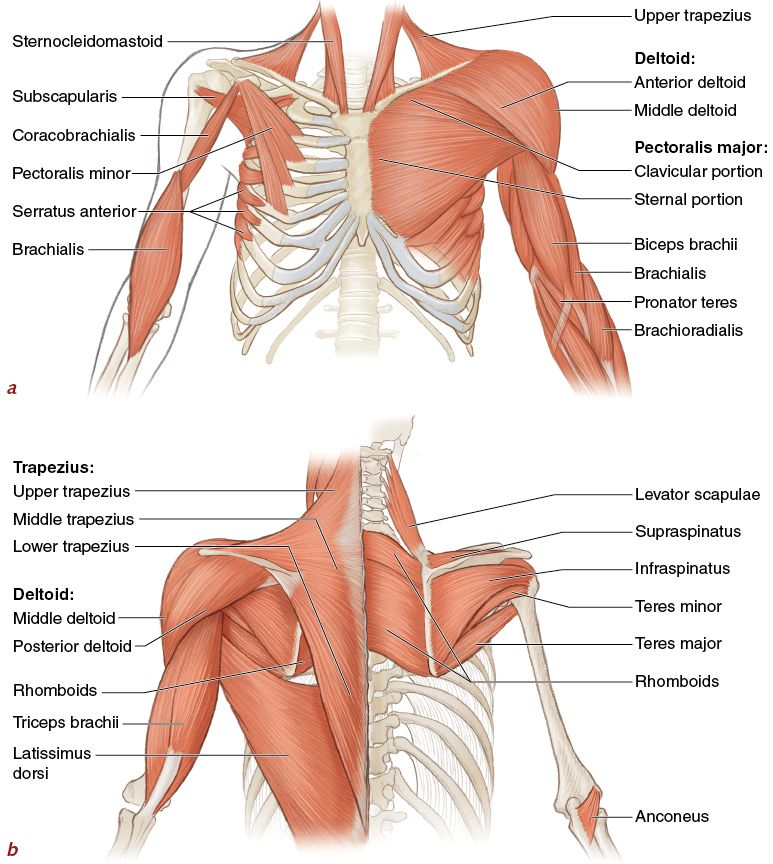 Sternocleidomastoid
Subscapularis
Coracobrachialis
Pectoralis minor
Serratus anterior
Brachialis
Upper trapezius
Deltoid:
Anterior deltoid
Middle deltoid
Pectoralis major:
Clavicular portion
Sternal portion
Biceps brachii
Brachialis
Pronator teres
Brachioradialis
a
Trapezius:
Upper trapezius
Middle trapezius
Lower trapezius
Deltoid:
Middle deltoid
Posterior deltoid
Rhomboids
Triceps brachii
Latissimus
dorsi
Levator scapulae
Supraspinatus
Infraspinatus
Teres minor
Teres major
Rhomboids
Anconeus
b